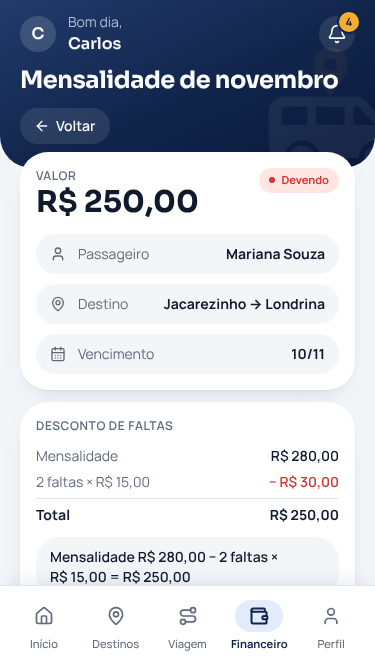 C
Bom dia,
Carlos
4
Mensalidade de novembro
← Voltar
VALOR
Devendo
R$ 250,00
Passageiro Mariana Souza
Destino Jacarezinho → Londrina
Vencimento 10/11
DESCONTO DE FALTAS
Mensalidade R$ 280,00
2 faltas × R$ 15,00 − R$ 30,00
Total R$ 250,00
Mensalidade R$ 280,00 − 2 faltas ×
R$ 15,00 = R$ 250,00
Início Destinos Viagem Financeiro Perfil